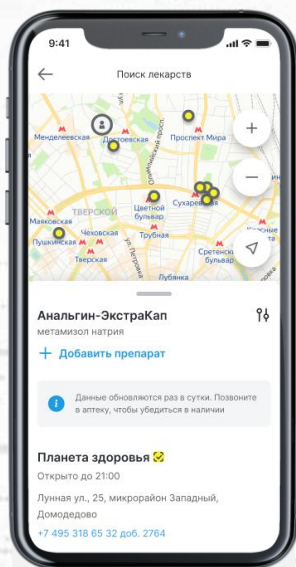 9:41
Поиск лекарств
Менделеевская
Достоевская
Проспект Мира
ТВЕРСКОЙ
Цветной
бульвар
Маяковская
Чеховская
Трубная
Пушкинская
Тверская
ул. Петровка
Сретенский
бульвар
Лубянка
Анальгин-ЭкстраКап
метамизол натрия
+ Добавить препарат
Данные обновляются раз в сутки. Позвоните
в аптеку, чтобы убедиться в наличии
Планета здоровья
Открыто до 21:00
Лунная ул., 25, микрорайон Западный,
Домодедово
+7 495 318 65 32 доб. 2764